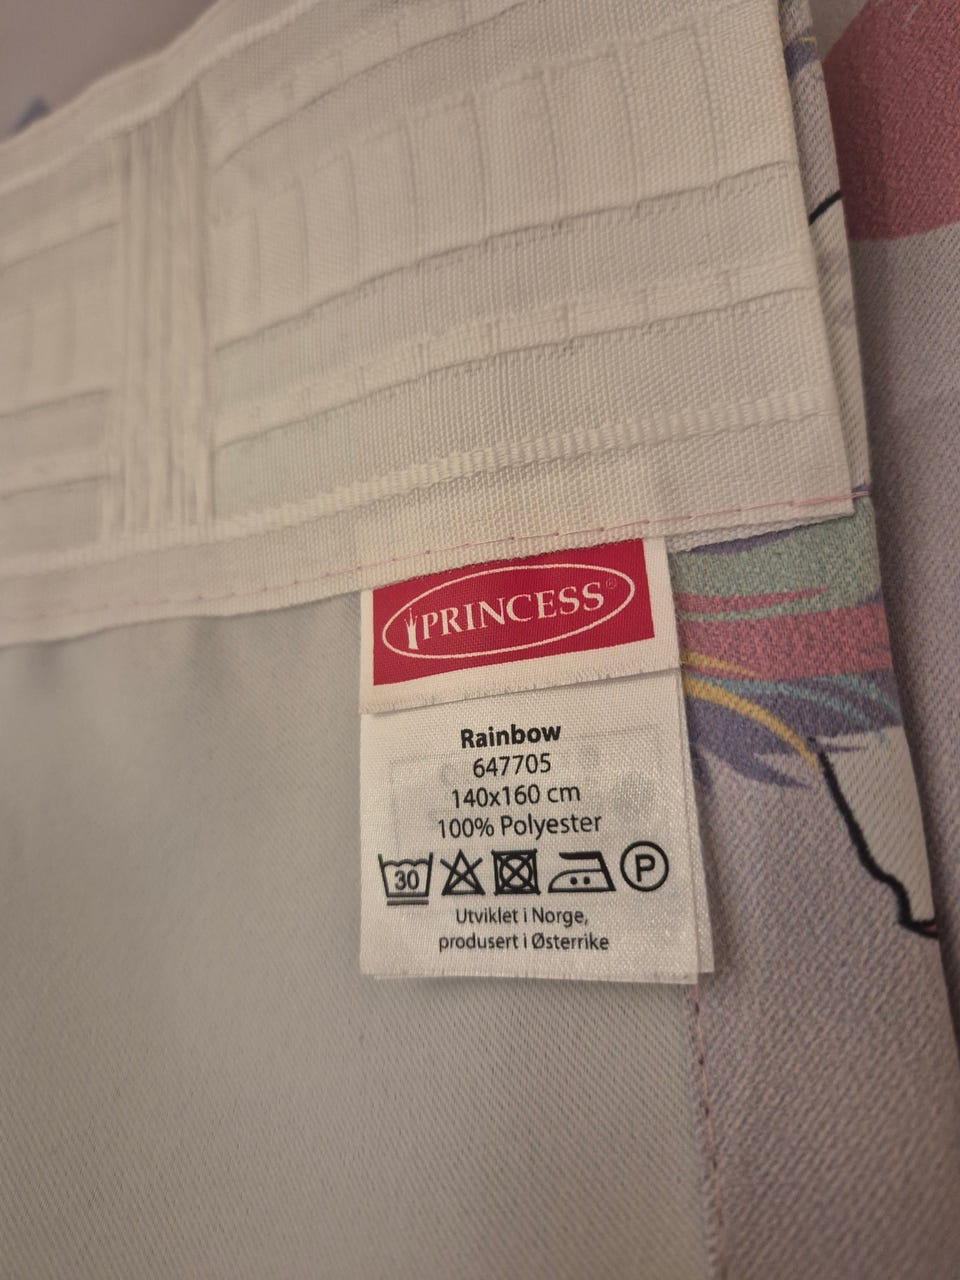 PRINCESS®
Rainbow
647705
140x160 cm
100% Polyester
30 P
Utviklet i Norge,
produsert i Østerrike